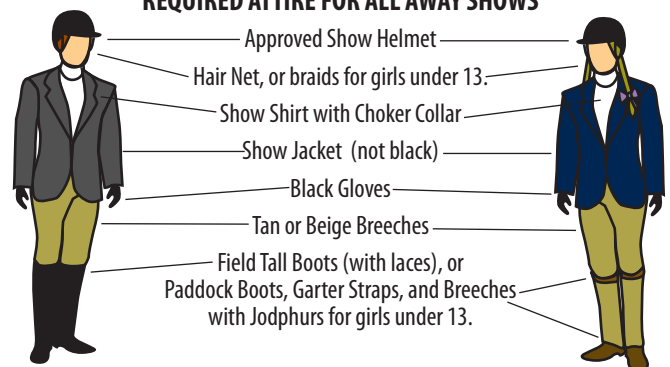 REQUIRED ATTIRE FOR ALL AWAY SHOWS
Approved Show Helmet
Hair Net, or braids for girls under 13.
Show Shirt with Choker Collar
Show Jacket (not black)
Black Gloves
Tan or Beige Breeches
Field Tall Boots (with laces), or
Paddock Boots, Garter Straps, and Breeches
with Jodphurs for girls under 13.